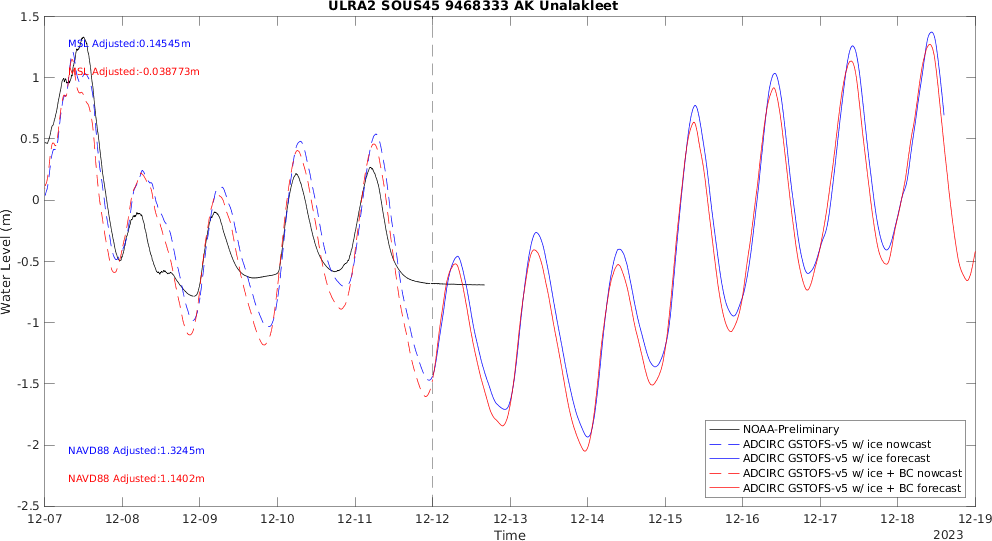 ULRA2 SOUS45 9468333 AK Unalakleet
1.5
1
0.5
0
-0.5
-1
-1.5
-2
-2.5
Water Level (m)
MSL Adjusted:0.14545m
MSL Adjusted:-0.038773m
NAVD88 Adjusted:1.3245m
NAVD88 Adjusted:1.1402m
NOAA-Preliminary
ADCIRC GSTOFS-v5 w/ ice nowcast
ADCIRC GSTOFS-v5 w/ ice forecast
ADCIRC GSTOFS-v5 w/ ice + BC nowcast
ADCIRC GSTOFS-v5 w/ ice + BC forecast
12-07 12-08 12-09 12-10 12-11 12-12 12-13 12-14 12-15 12-16 12-17 12-18 12-19
Time
2023